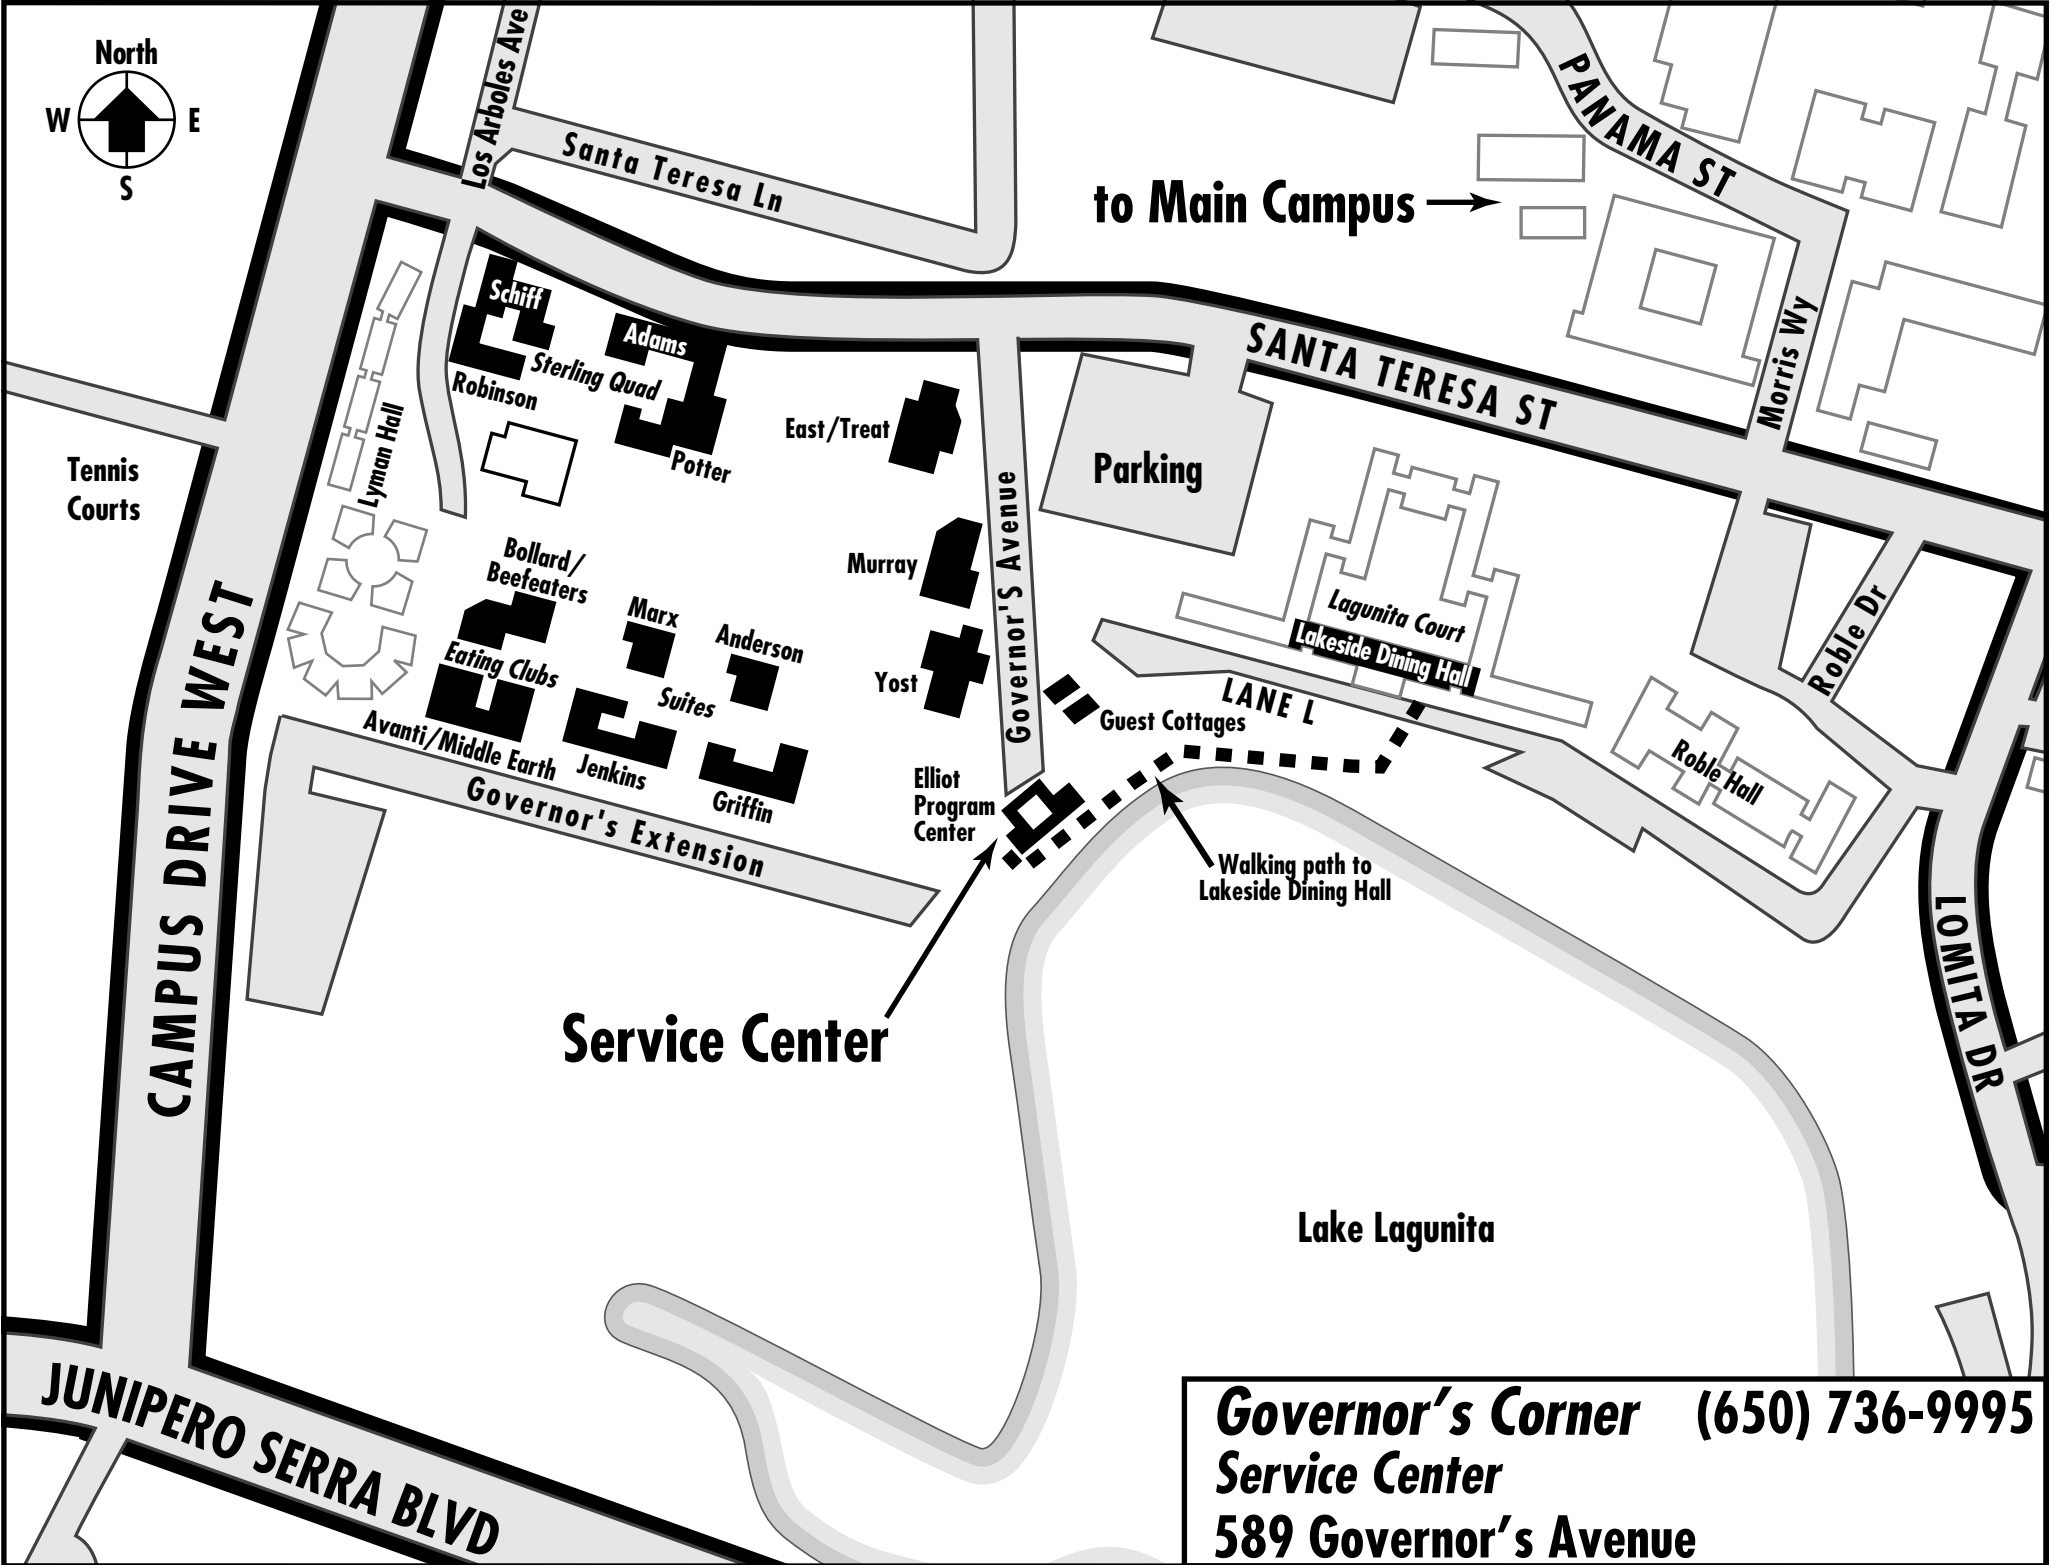 North
W
E
S
Los Arboles Ave
Santa Teresa Ln
PANAMA ST
to Main Campus
Morris Wy
SANTA TERESA ST
Schiff
Adams
Sterling Quad
Robinson
Potter
East/Treat
Parking
Tennis
Courts
Lyman Hall
Governor'S Avenue
Bollard/
Beefeaters
Murray
Marx
Anderson
Lagunita Court
Lakeside Dining Hall
Roble Dr
Eating Clubs
Suites
Yost
LANE L
Guest Cottages
Avanti/Middle Earth
Jenkins
Griffin
Roble Hall
Elliot
Program
Center
Governor's Extension
CAMPUS DRIVE WEST
Walking path to
Lakeside Dining Hall
LOMITA DR
Service Center
Lake Lagunita
JUNIPERO SERRA BLVD
Governor's Corner (650) 736-9995
Service Center
589 Governor's Avenue